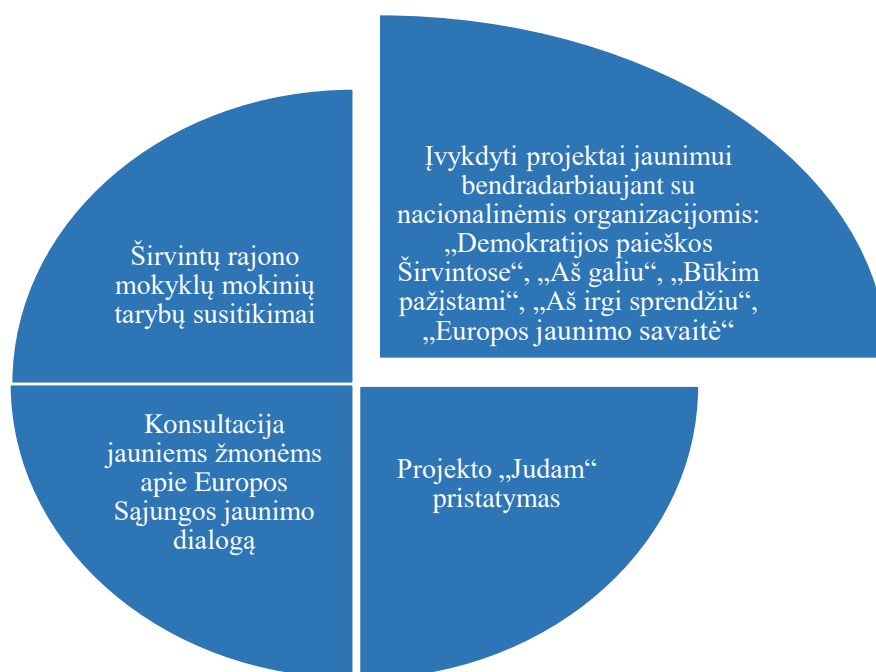 Širvintų rajono
mokyklų mokinių
tarybų susitikimai
Įvykdyti projektai jaunimui
bendradarbiaujant su
nacionalinėmis organizacijomis:
„Demokratijos paieškos
Širvintose“, „Aš galiu“, „Būkim
pažįstami“, „Aš irgi sprendžiu“,
„Europos jaunimo savaitė“
Konsultacija
jauniems žmonėms
apie Europos
Sąjungos jaunimo
dialogą
Projekto „Judam“
pristatymas